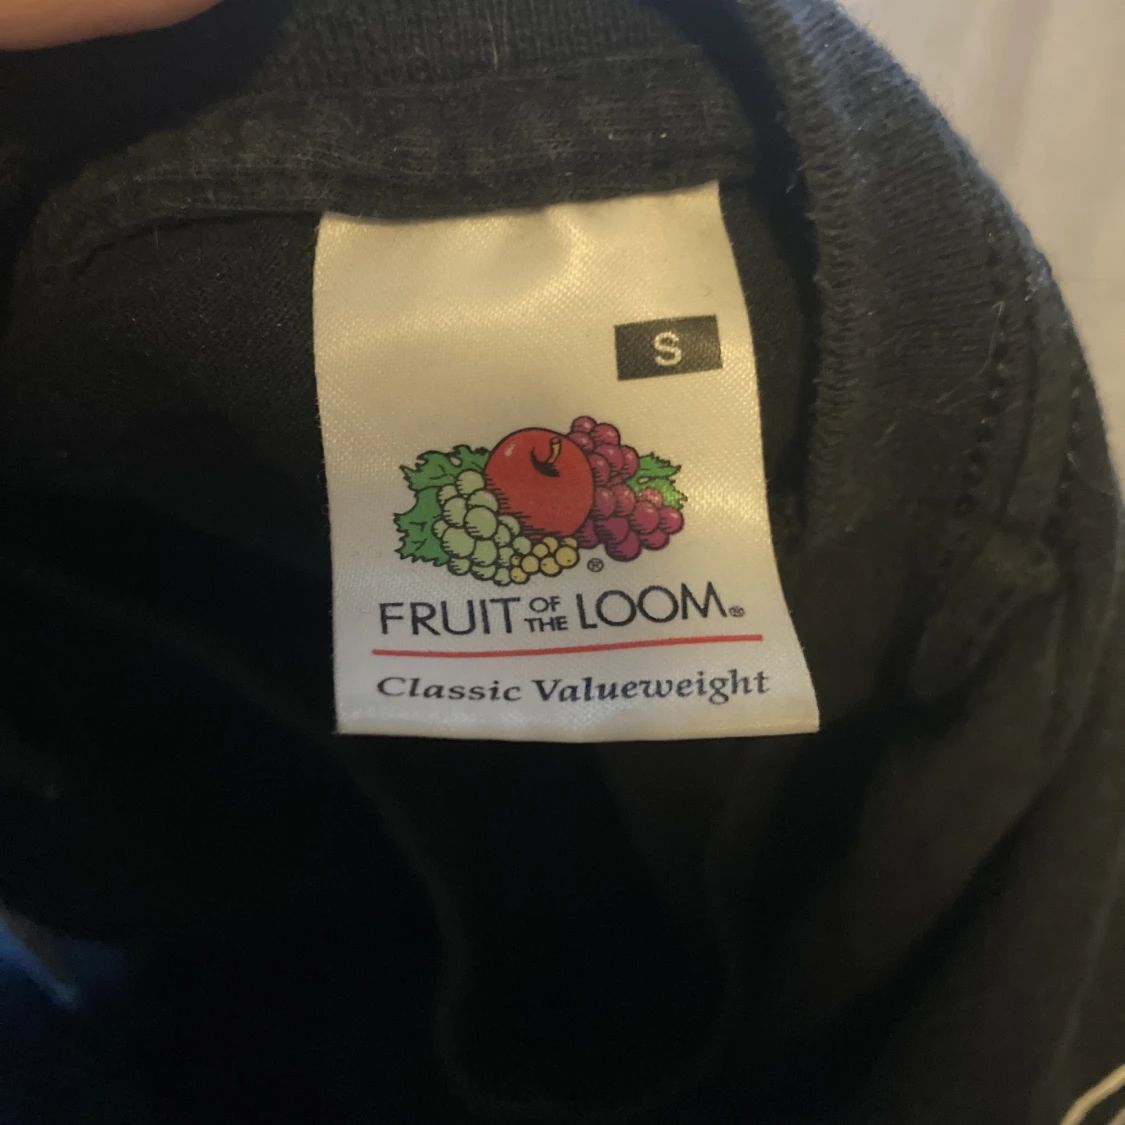 S
®
FRUIT OF THE LOOM®
Classic Valueweight